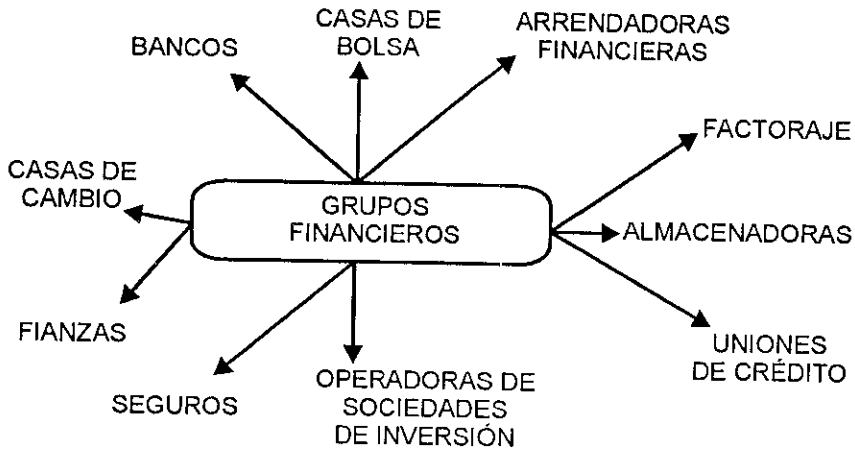 BANCOS
CASAS DE
BOLSA
ARRENDADORAS
FINANCIERAS
FACTORAJE
CASAS DE
CAMBIO
GRUPOS
FINANCIEROS
ALMACENADORAS
FIANZAS
UNIONES
DE CRÉDITO
SEGUROS
OPERADORAS DE
SOCIEDADES
DE INVERSIÓN